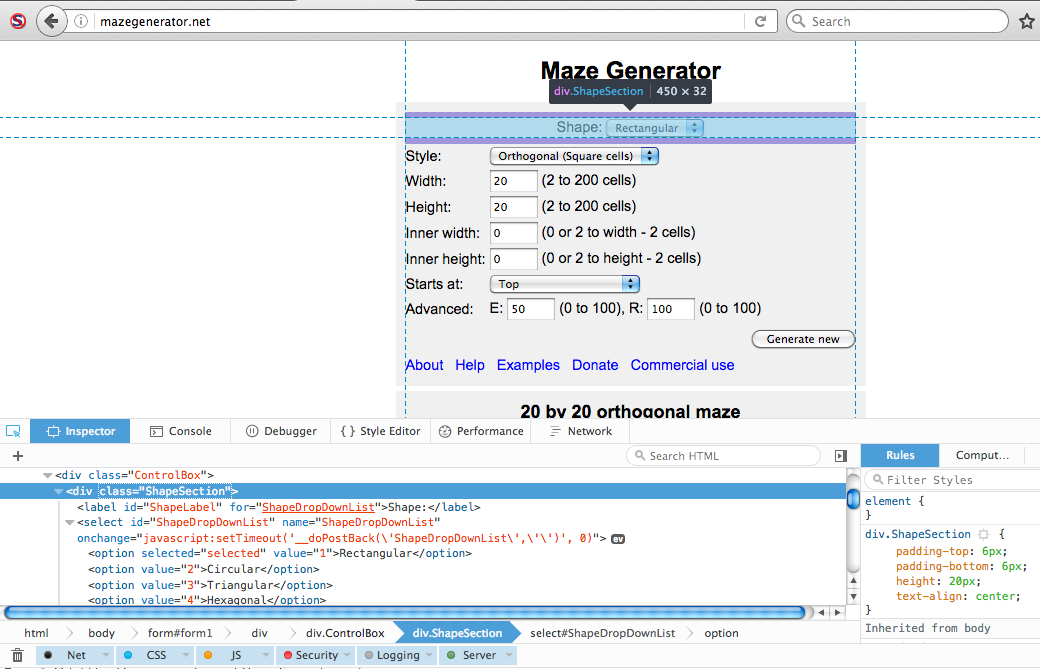 mazegenerator.net
Search
Maze Generator
div.ShapeSection 450 × 32
Shape: Rectangular
Style: Orthogonal (Square cells)
Width: 20 (2 to 200 cells)
Height: 20 (2 to 200 cells)
Inner width: 0 (0 or 2 to width - 2 cells)
Inner height: 0 (0 or 2 to height - 2 cells)
Starts at: Top
Advanced: E: 50 (0 to 100), R: 100 (0 to 100)
Generate new
About Help Examples Donate Commercial use
20 by 20 orthogonal maze
Inspector Console Debugger { } Style Editor Performance Network
+ Search HTML Rules Comput...
Filter Styles
<div class="ControlBox">
<div class="ShapeSection">
<label id="ShapeLabel" for="ShapeDropDownList">Shape:</label>
<select id="ShapeDropDownList" name="ShapeDropDownList"
onchange="javascript:setTimeout('__doPostBack(\'ShapeDropDownList\',\'\')', 0)"> ev
<option selected="selected" value="1">Rectangular</option>
<option value="2">Circular</option>
<option value="3">Triangular</option>
<option value="4">Hexagonal</option>
element {
}
div.ShapeSection {
padding-top: 6px;
padding-bottom: 6px;
height: 20px;
text-align: center;
}
Inherited from body
html body form#form1 div div.ControlBox div.ShapeSection select#ShapeDropDownList option
Net CSS JS Security Logging Server